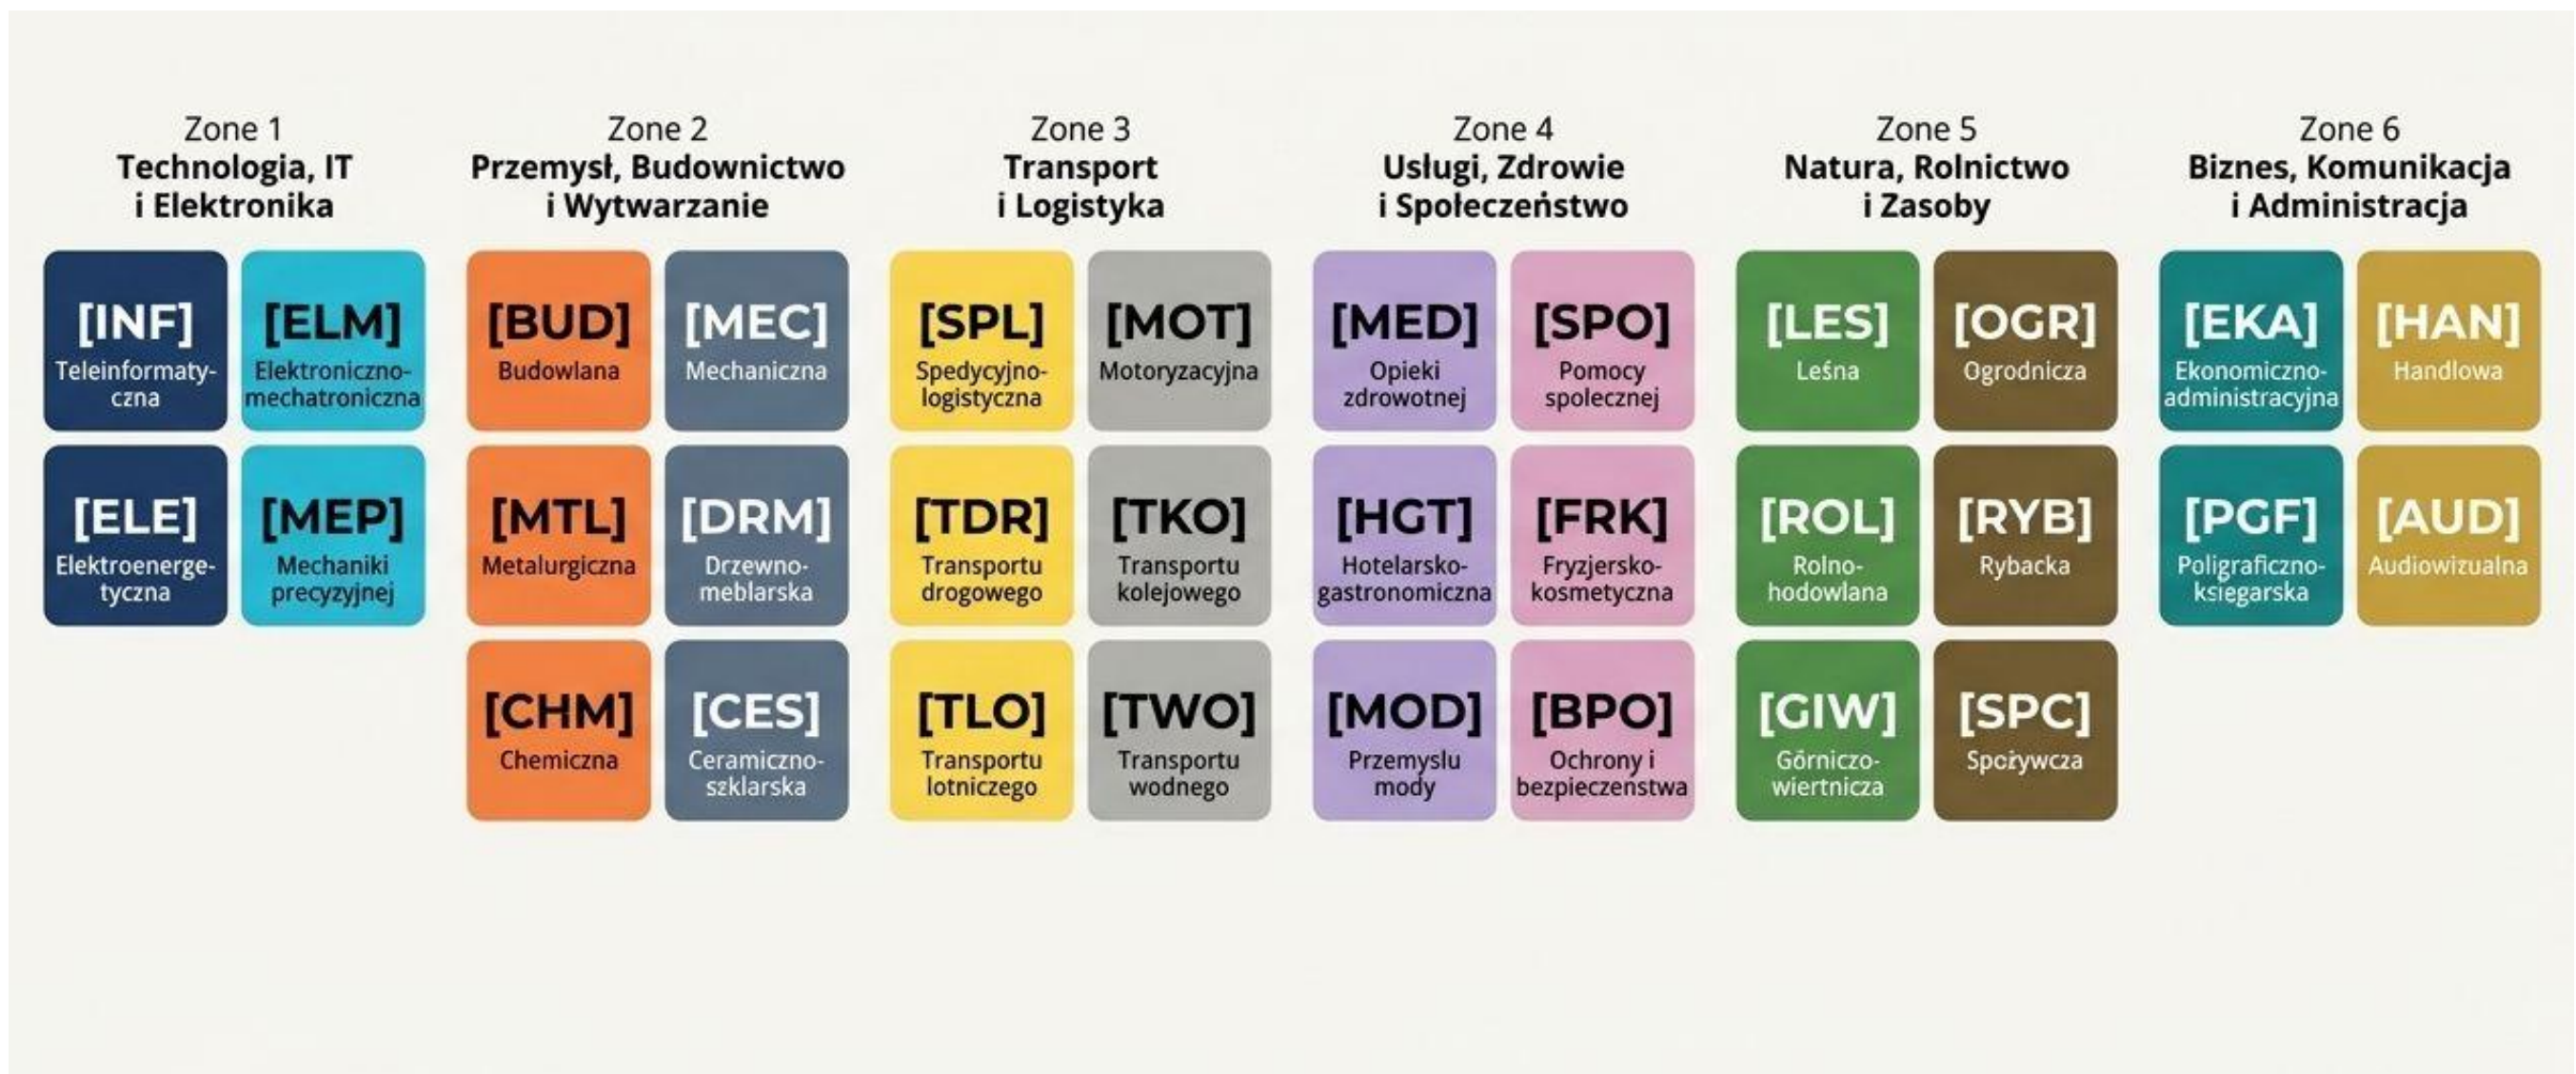 Zone 1
Technologia, IT
i Elektronika
[INF]
Teleinformaty-
czna
[ELM]
Elektroniczno-
mechatroniczna
[ELE]
Elektroenerge-
tyczna
[MEP]
Mechaniki
precyzyjnej
Zone 2
Przemysł, Budownictwo
i Wytwarzanie
[BUD]
Budowlana
[MEC]
Mechaniczna
[MTL]
Metalurgiczna
[DRM]
Drzewno-
meblarska
[CHM]
Chemiczna
[CES]
Ceramiczno-
szklarska
Zone 3
Transport
i Logistyka
[SPL]
Spedycyjno-
logistyczna
[MOT]
Motoryzacyjna
[TDR]
Transportu
drogowego
[TKO]
Transportu
kolejowego
[TLO]
Transportu
lotniczego
[TWO]
Transportu
wodnego
Zone 4
Usługi, Zdrowie
i Społeczeństwo
[MED]
Opieki
zdrowotnej
[SPO]
Pomocy
spolecznej
[HGT]
Hotelarsko-
gastronomiczna
[FRK]
Fryzjersko-
kosmetyczna
[MOD]
Przemyslu
mody
[BPO]
Ochrony i
bezpieczenstwa
Zone 5
Natura, Rolnictwo
i Zasoby
[LES]
Leśna
[OGR]
Ogrodnicza
[ROL]
Rolno-
hodowlana
[RYB]
Rybacka
[GIW]
Górniczo-
wiertnicza
[SPC]
Spożywcza
Zone 6
Biznes, Komunikacja
i Administracja
[EKA]
Ekonomiczno-
administracyjna
[HAN]
Handlowa
[PGF]
Poligraficzno-
księgarska
[AUD]
Audiowizualna